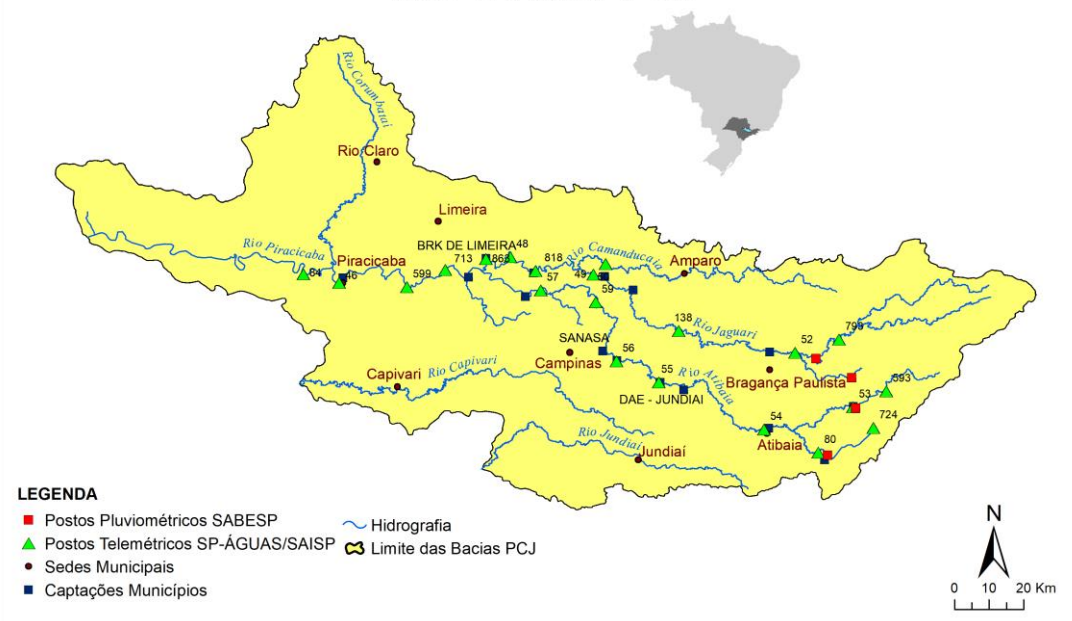 Rio Corumbataí
Rio Claro
Limeira
BRK DE LIMEIRA
48
Rio Camanducaia
Rio Piracicaba
Piracicaba
713
863
818
Amparo
84
46
599
57
49
59
138
Rio Jaguari
52
799
SANASA
56
Campinas
Rio Capivari
Capivari
55
Rio Atibaia
Bragança Paulista
593
DAE - JUNDIAI
53
54
724
Rio Jundiaí
Jundiaí
Atibaia
80
LEGENDA
Postos Pluviométricos SABESP
Postos Telemétricos SP-ÁGUAS/SAISP
Sedes Municipais
Captações Municípios
Hidrografia
Limite das Bacias PCJ
N
0 10 20 Km